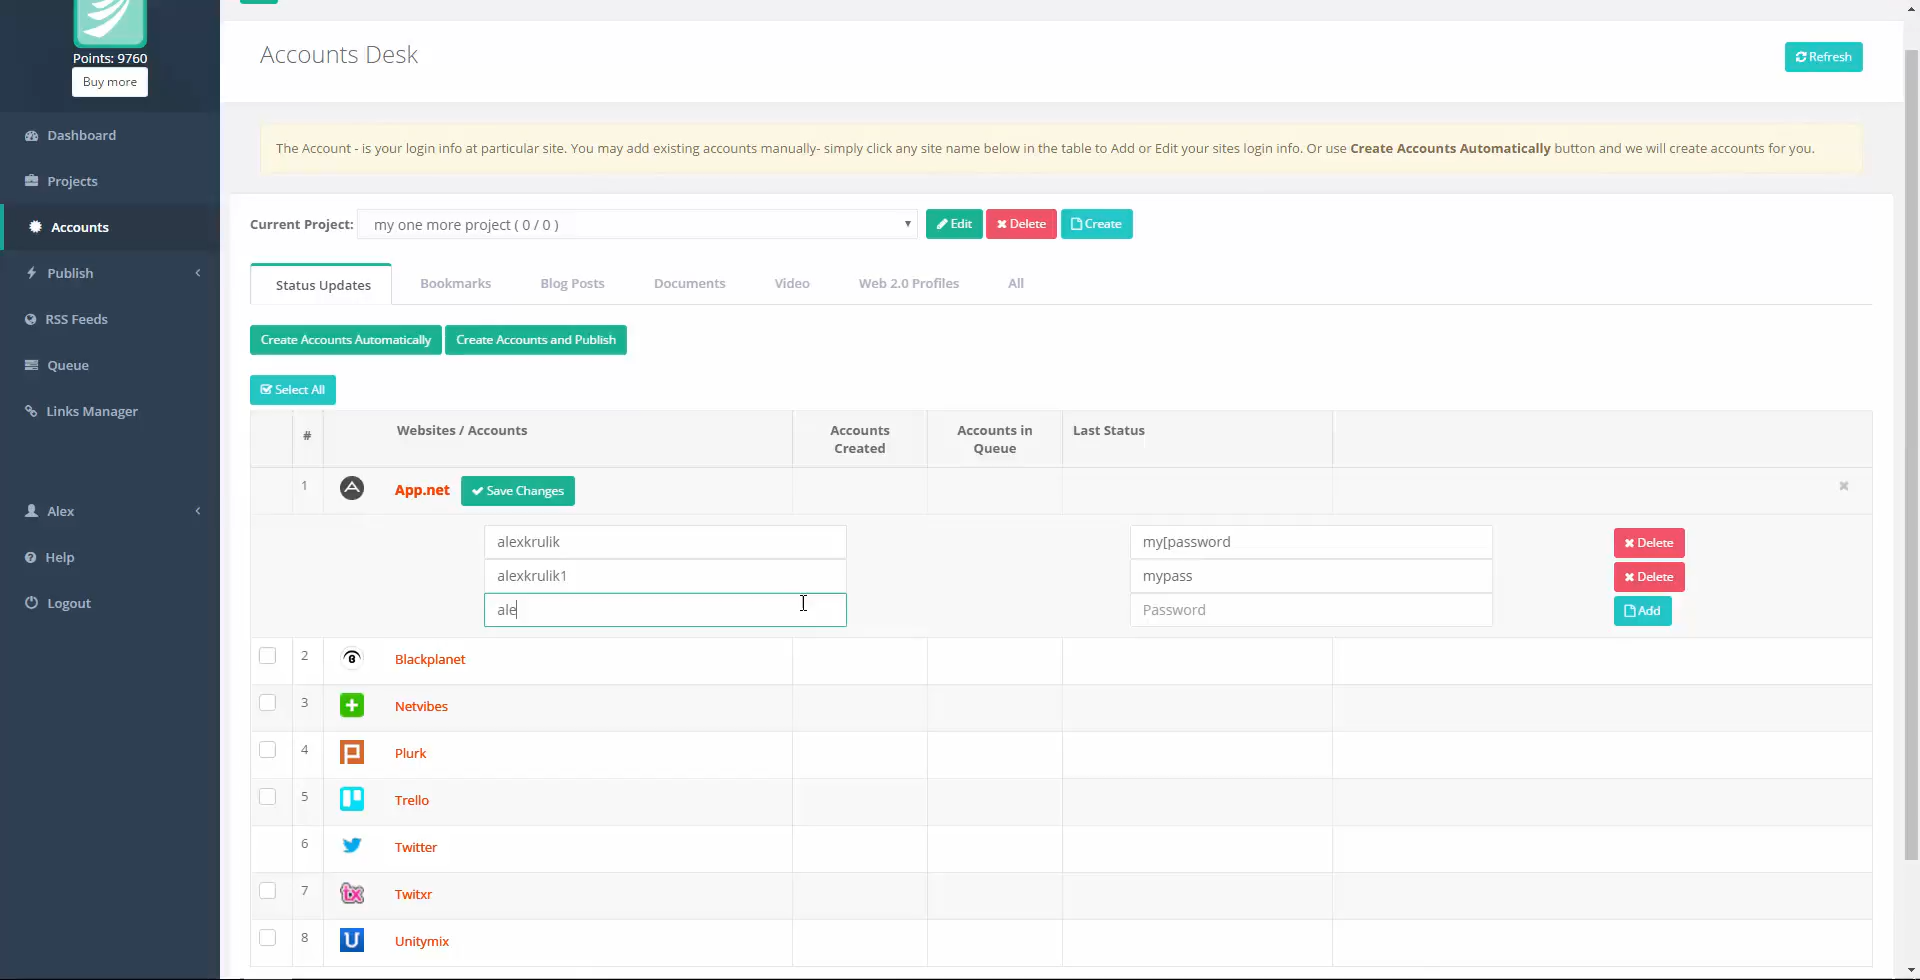 Points: 9760
Buy more
Dashboard
Projects
Accounts
Publish
RSS Feeds
Queue
Links Manager
Alex
Help
Logout
Accounts Desk
Refresh
The Account - is your login info at particular site. You may add existing accounts manually- simply click any site name below in the table to Add or Edit your sites login info. Or use Create Accounts Automatically button and we will create accounts for you.
Current Project: my one more project ( 0 / 0 ) Edit Delete Create
Status Updates Bookmarks Blog Posts Documents Video Web 2.0 Profiles All
Create Accounts Automatically Create Accounts and Publish
Select All
# Websites / Accounts Accounts Created Accounts in Queue Last Status
1 App.net Save Changes
alexkrulik my[password Delete
alexkrulik1 mypass Delete
ale Password Add
2 Blackplanet
3 Netvibes
4 Plurk
5 Trello
6 Twitter
7 tx Twitxr
8 U Unitymix